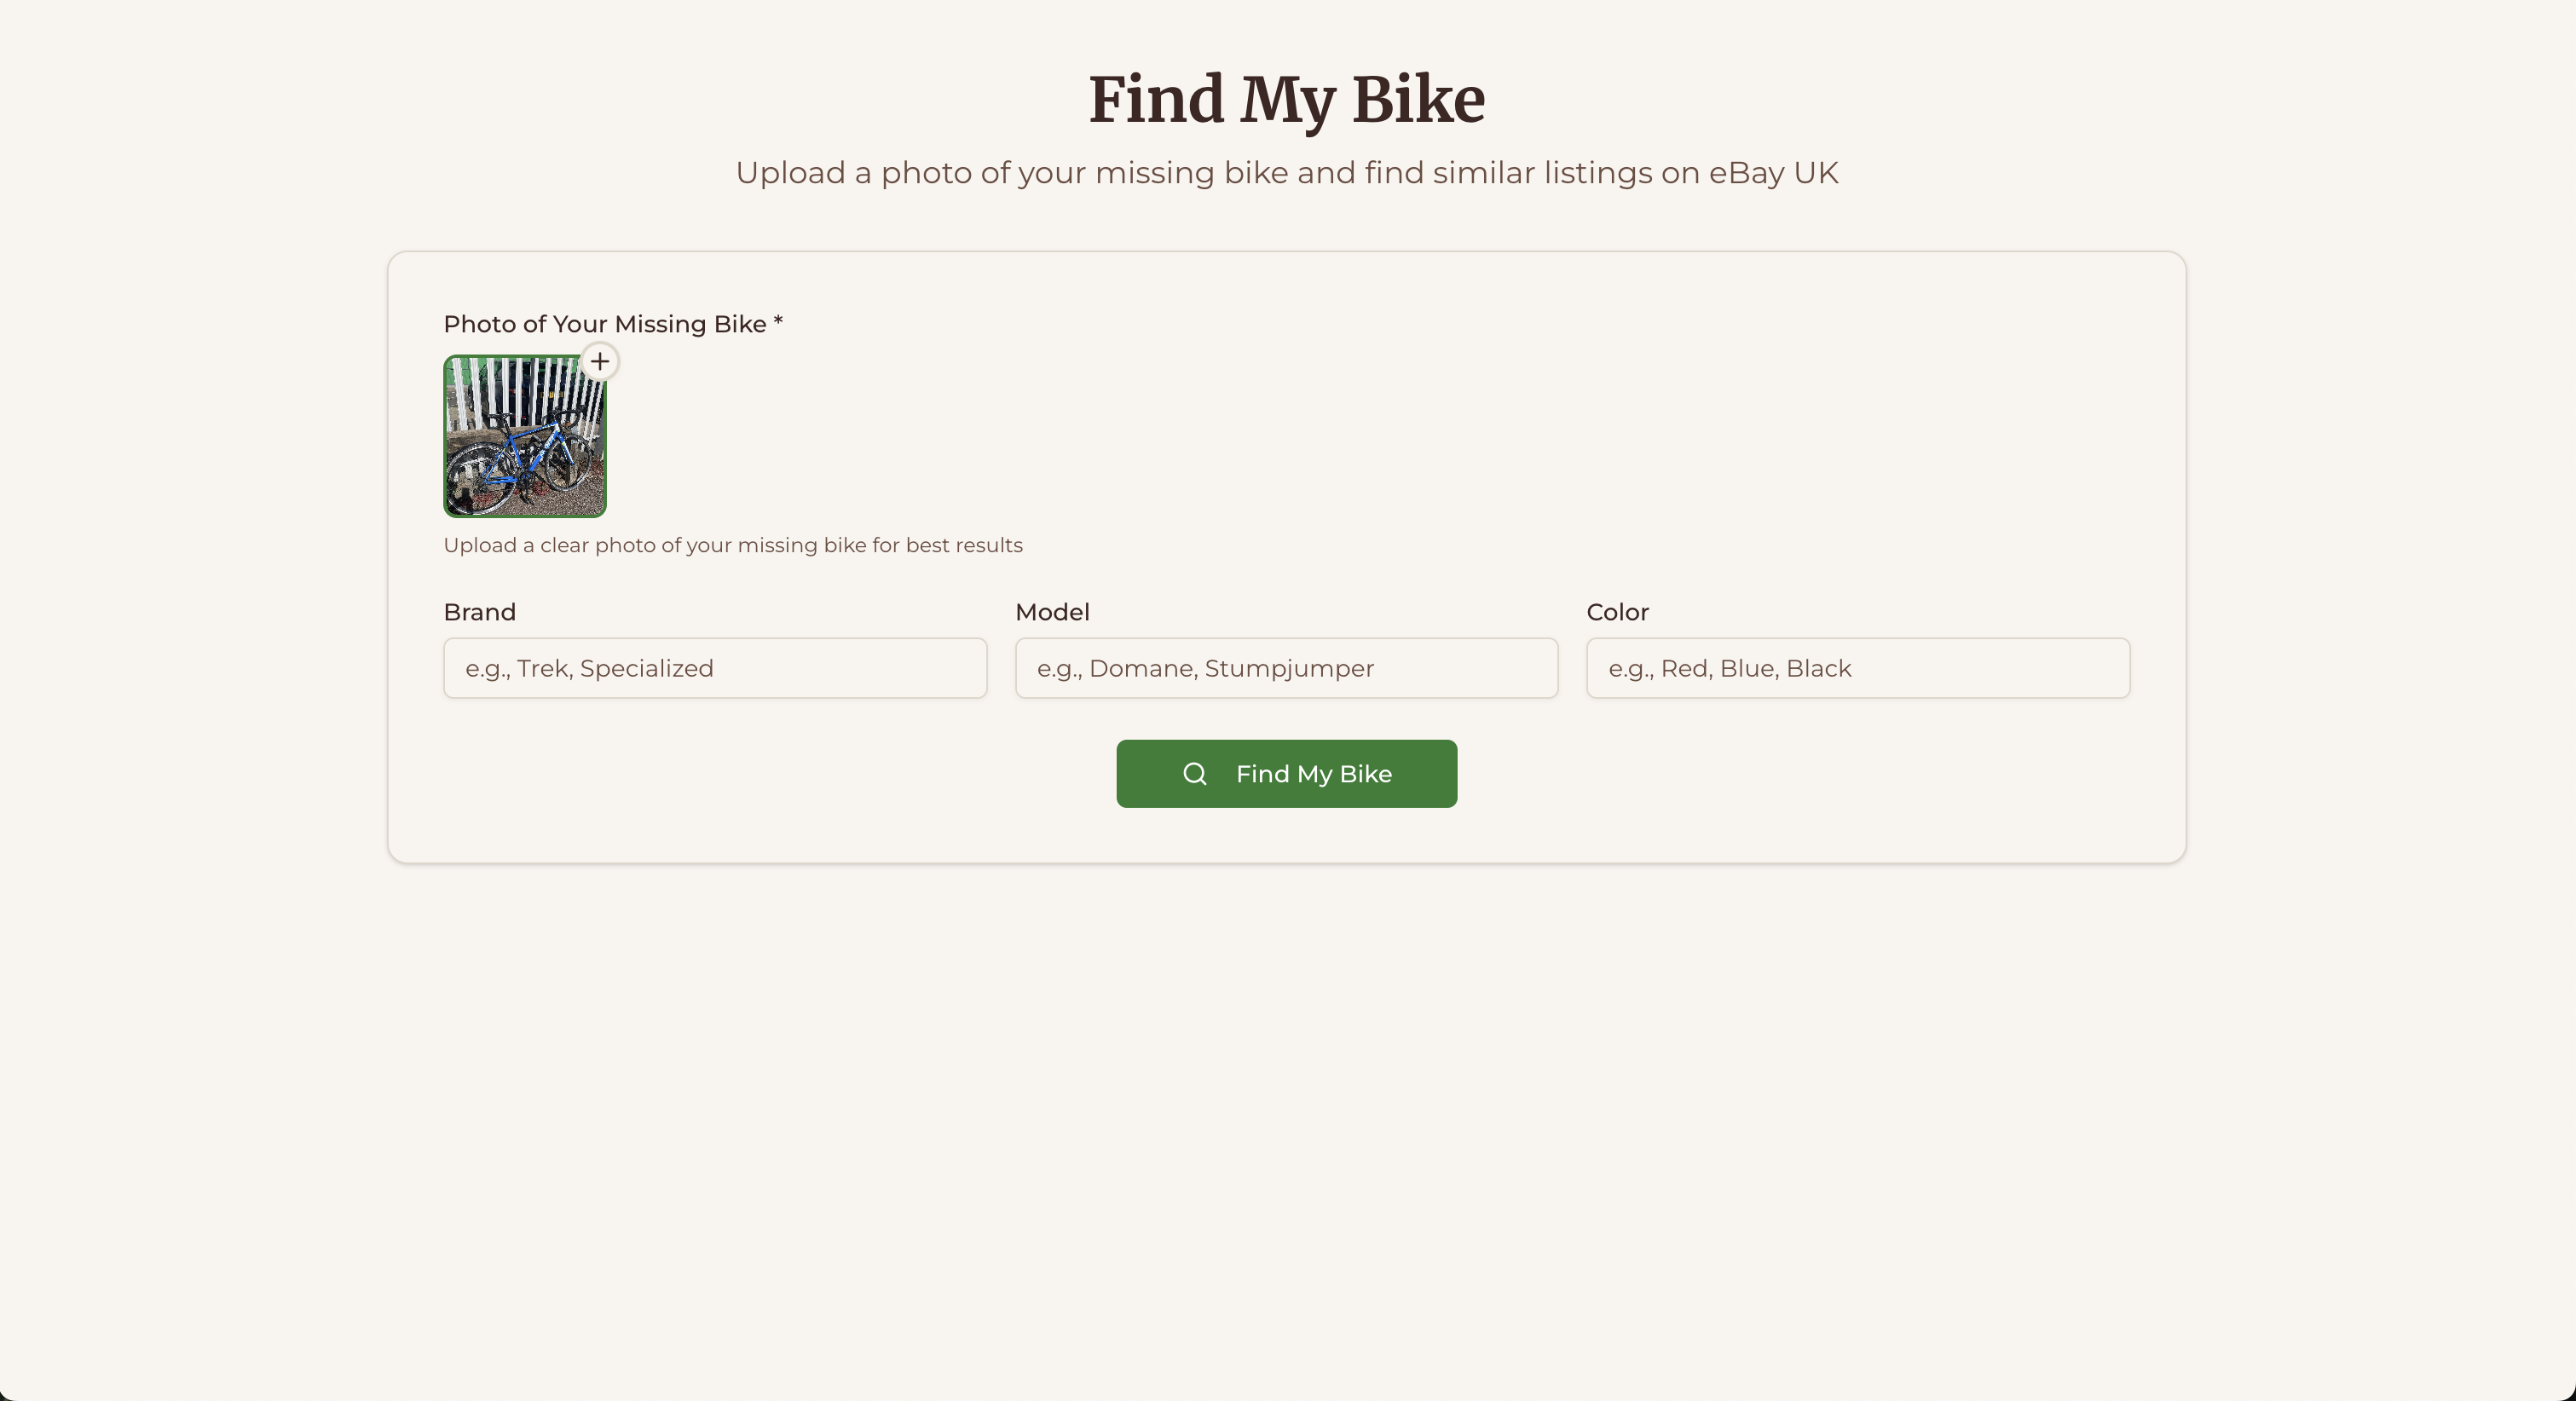 Find My Bike
Upload a photo of your missing bike and find similar listings on eBay UK
Photo of Your Missing Bike *
Upload a clear photo of your missing bike for best results
Brand
Model
Color
e.g., Trek, Specialized
e.g., Domane, Stumpjumper
e.g., Red, Blue, Black
Find My Bike